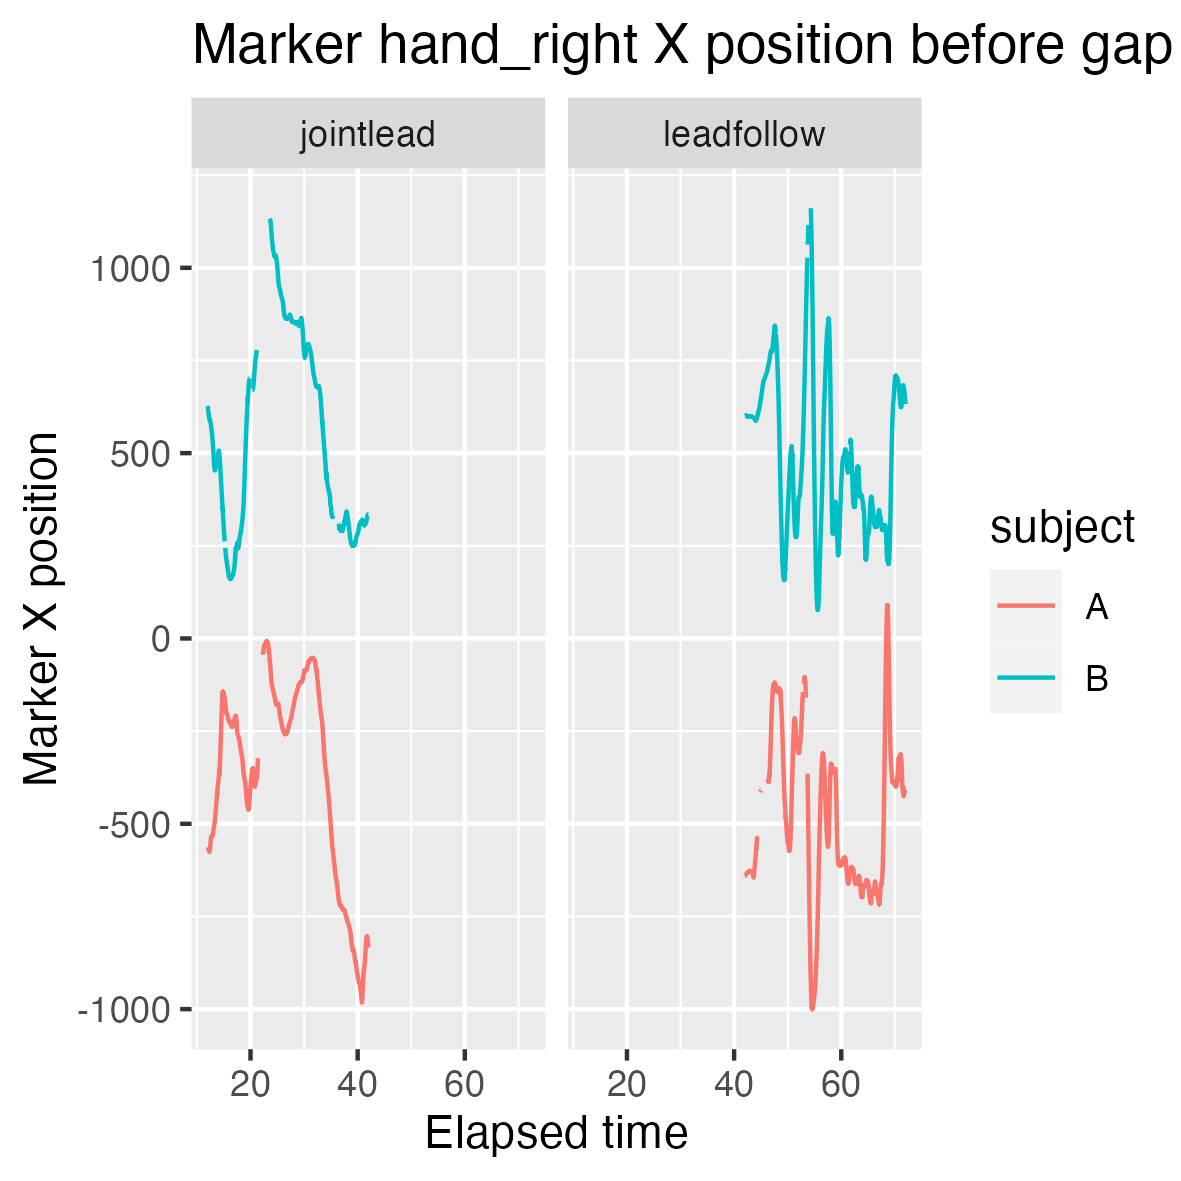 Marker hand_right X position before gap
jointlead
leadfollow
1000
500
0
-500
-1000
Marker X position
20
40
60
20
40
60
Elapsed time
subject
A
B